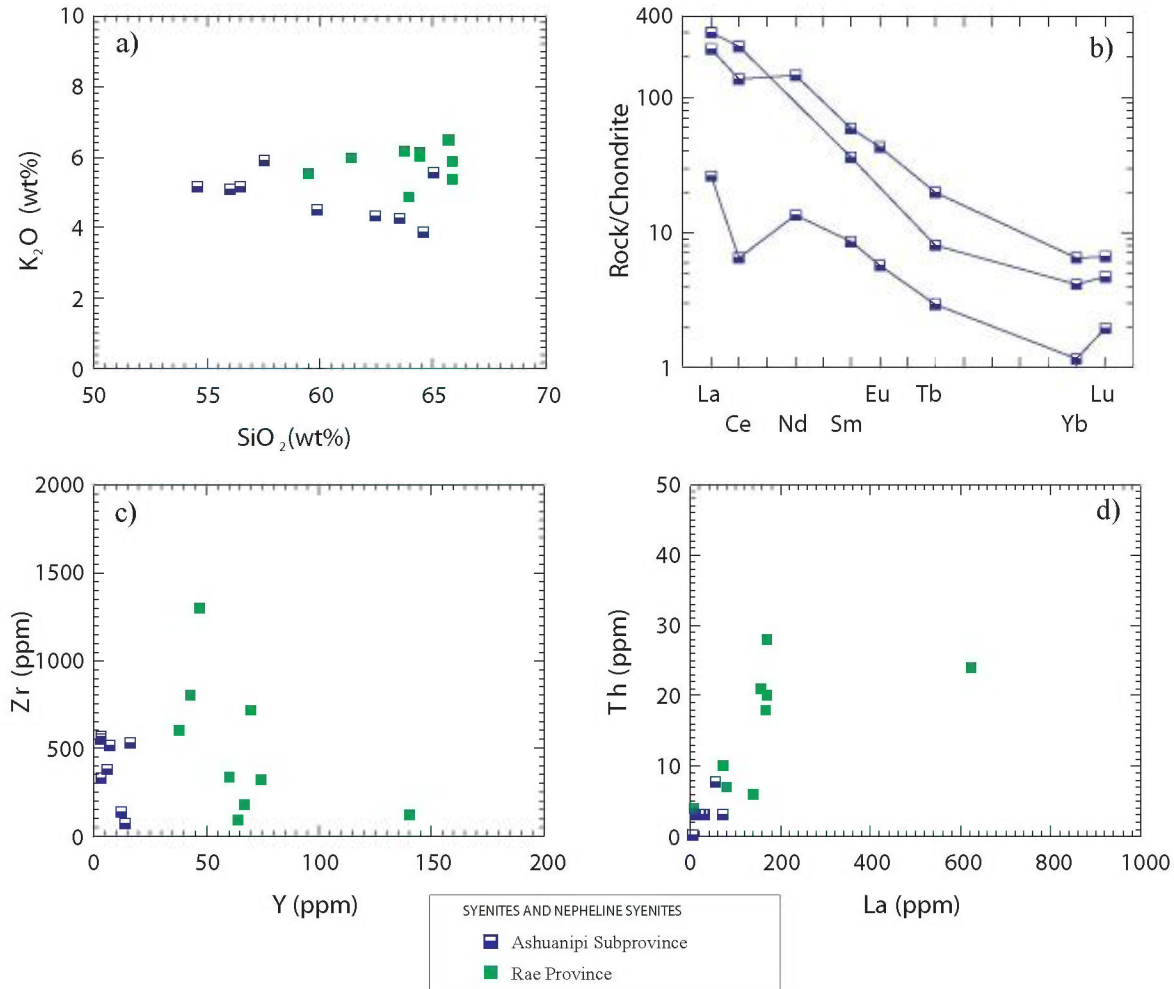 a)
10
8
6
4
2
0
K2O (wt%)
50 55 60 65 70
SiO2(wt%)
b)
400
100
10
1
Rock/Chondrite
La Eu Tb Lu
Ce Nd Sm Yb
c)
2000
1500
1000
500
0
Zr (ppm)
0 50 100 150 200
Y (ppm)
d)
50
40
30
20
10
0
Th (ppm)
0 200 400 600 800 1000
La (ppm)
SYENITES AND NEPHELINE SYENITES
Ashuanipi Subprovince
Rae Province